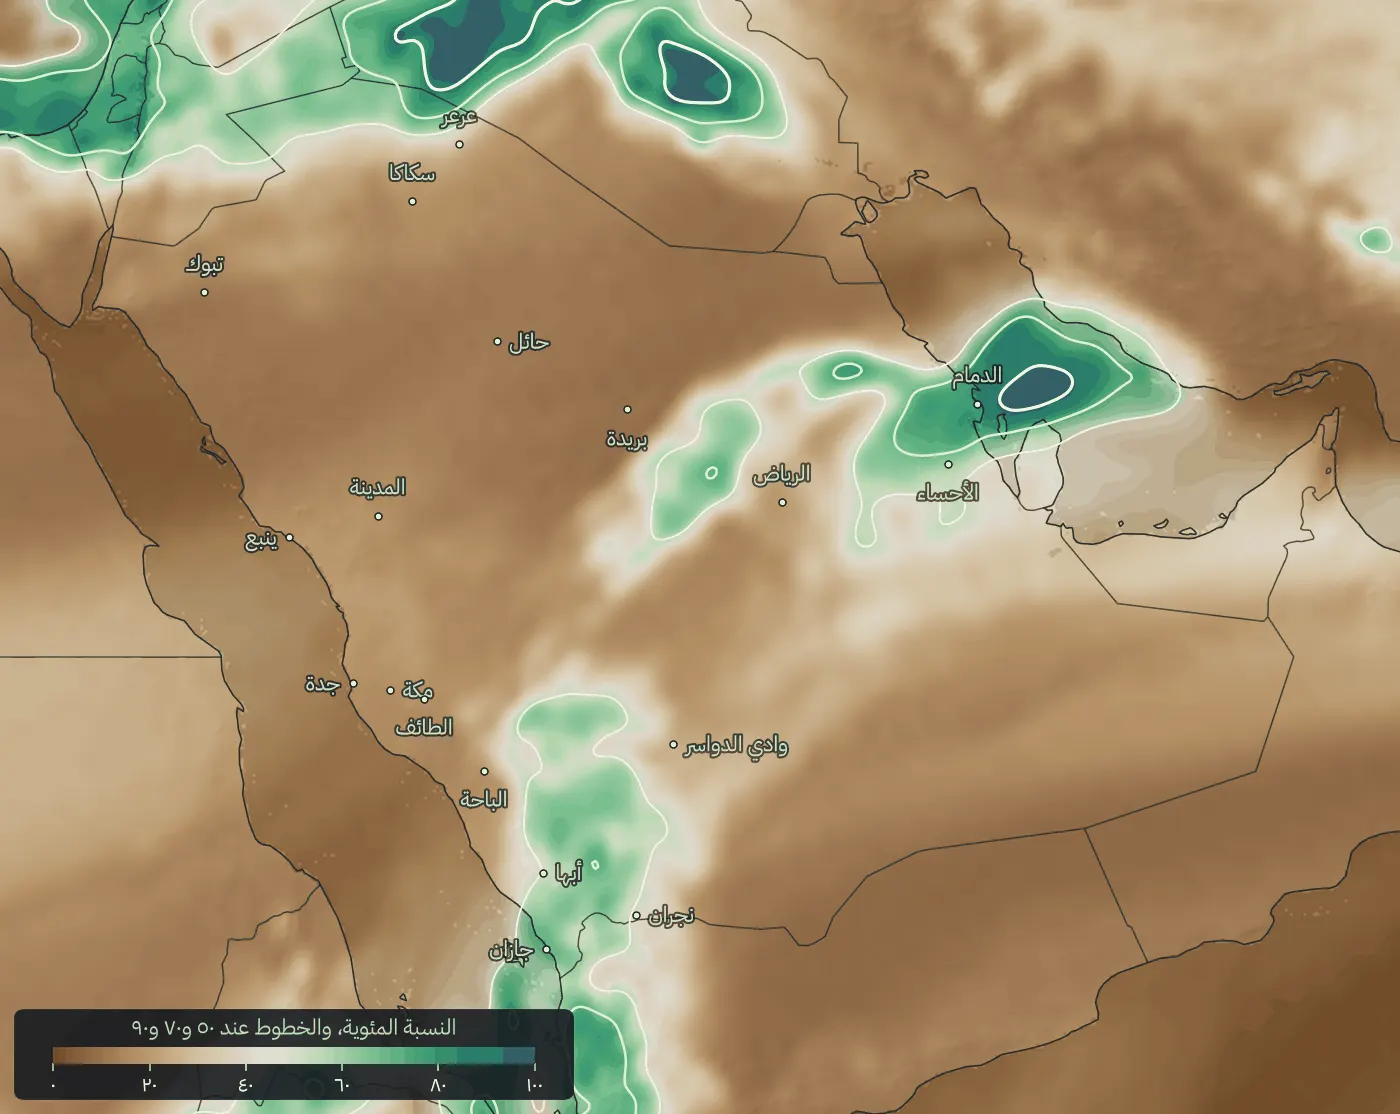 عرعر
سكاكا
تبوك
حائل
الدمام
بريدة
الرياض
المدينة
الأحساء
ينبع
جدة
مكة
الطائف
وادي الدواسر
الباحة
أبها
نجران
جازان
النسبة المئوية، والخطوط عند ٥٠ و٧٠ و٩٠
٠ ٢٠ ٤٠ ٦٠ ٨٠ ١٠٠